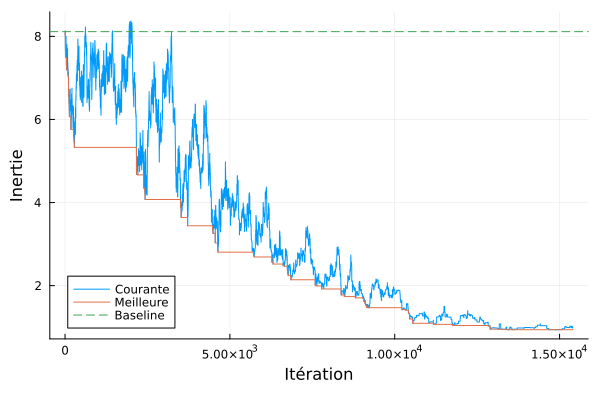 8
6
4
2
Inertie
Courante
Meilleure
Baseline
0
5.00×10³
1.00×10⁴
1.50×10⁴
Itération